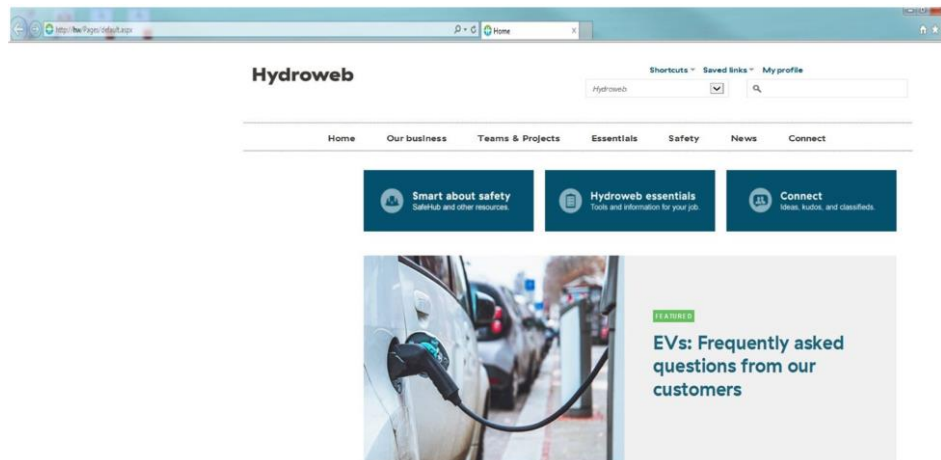 http://hw/Pages/default.aspx
Home
Hydroweb
Shortcuts Saved links My profile
Hydroweb
Home Our business Teams & Projects Essentials Safety News Connect
Smart about safety
SafeHub and other resources.
Hydroweb essentials
Tools and information for your job.
Connect
Ideas, kudos, and classifieds.
FEATURED
EVs: Frequently asked
questions from our
customers